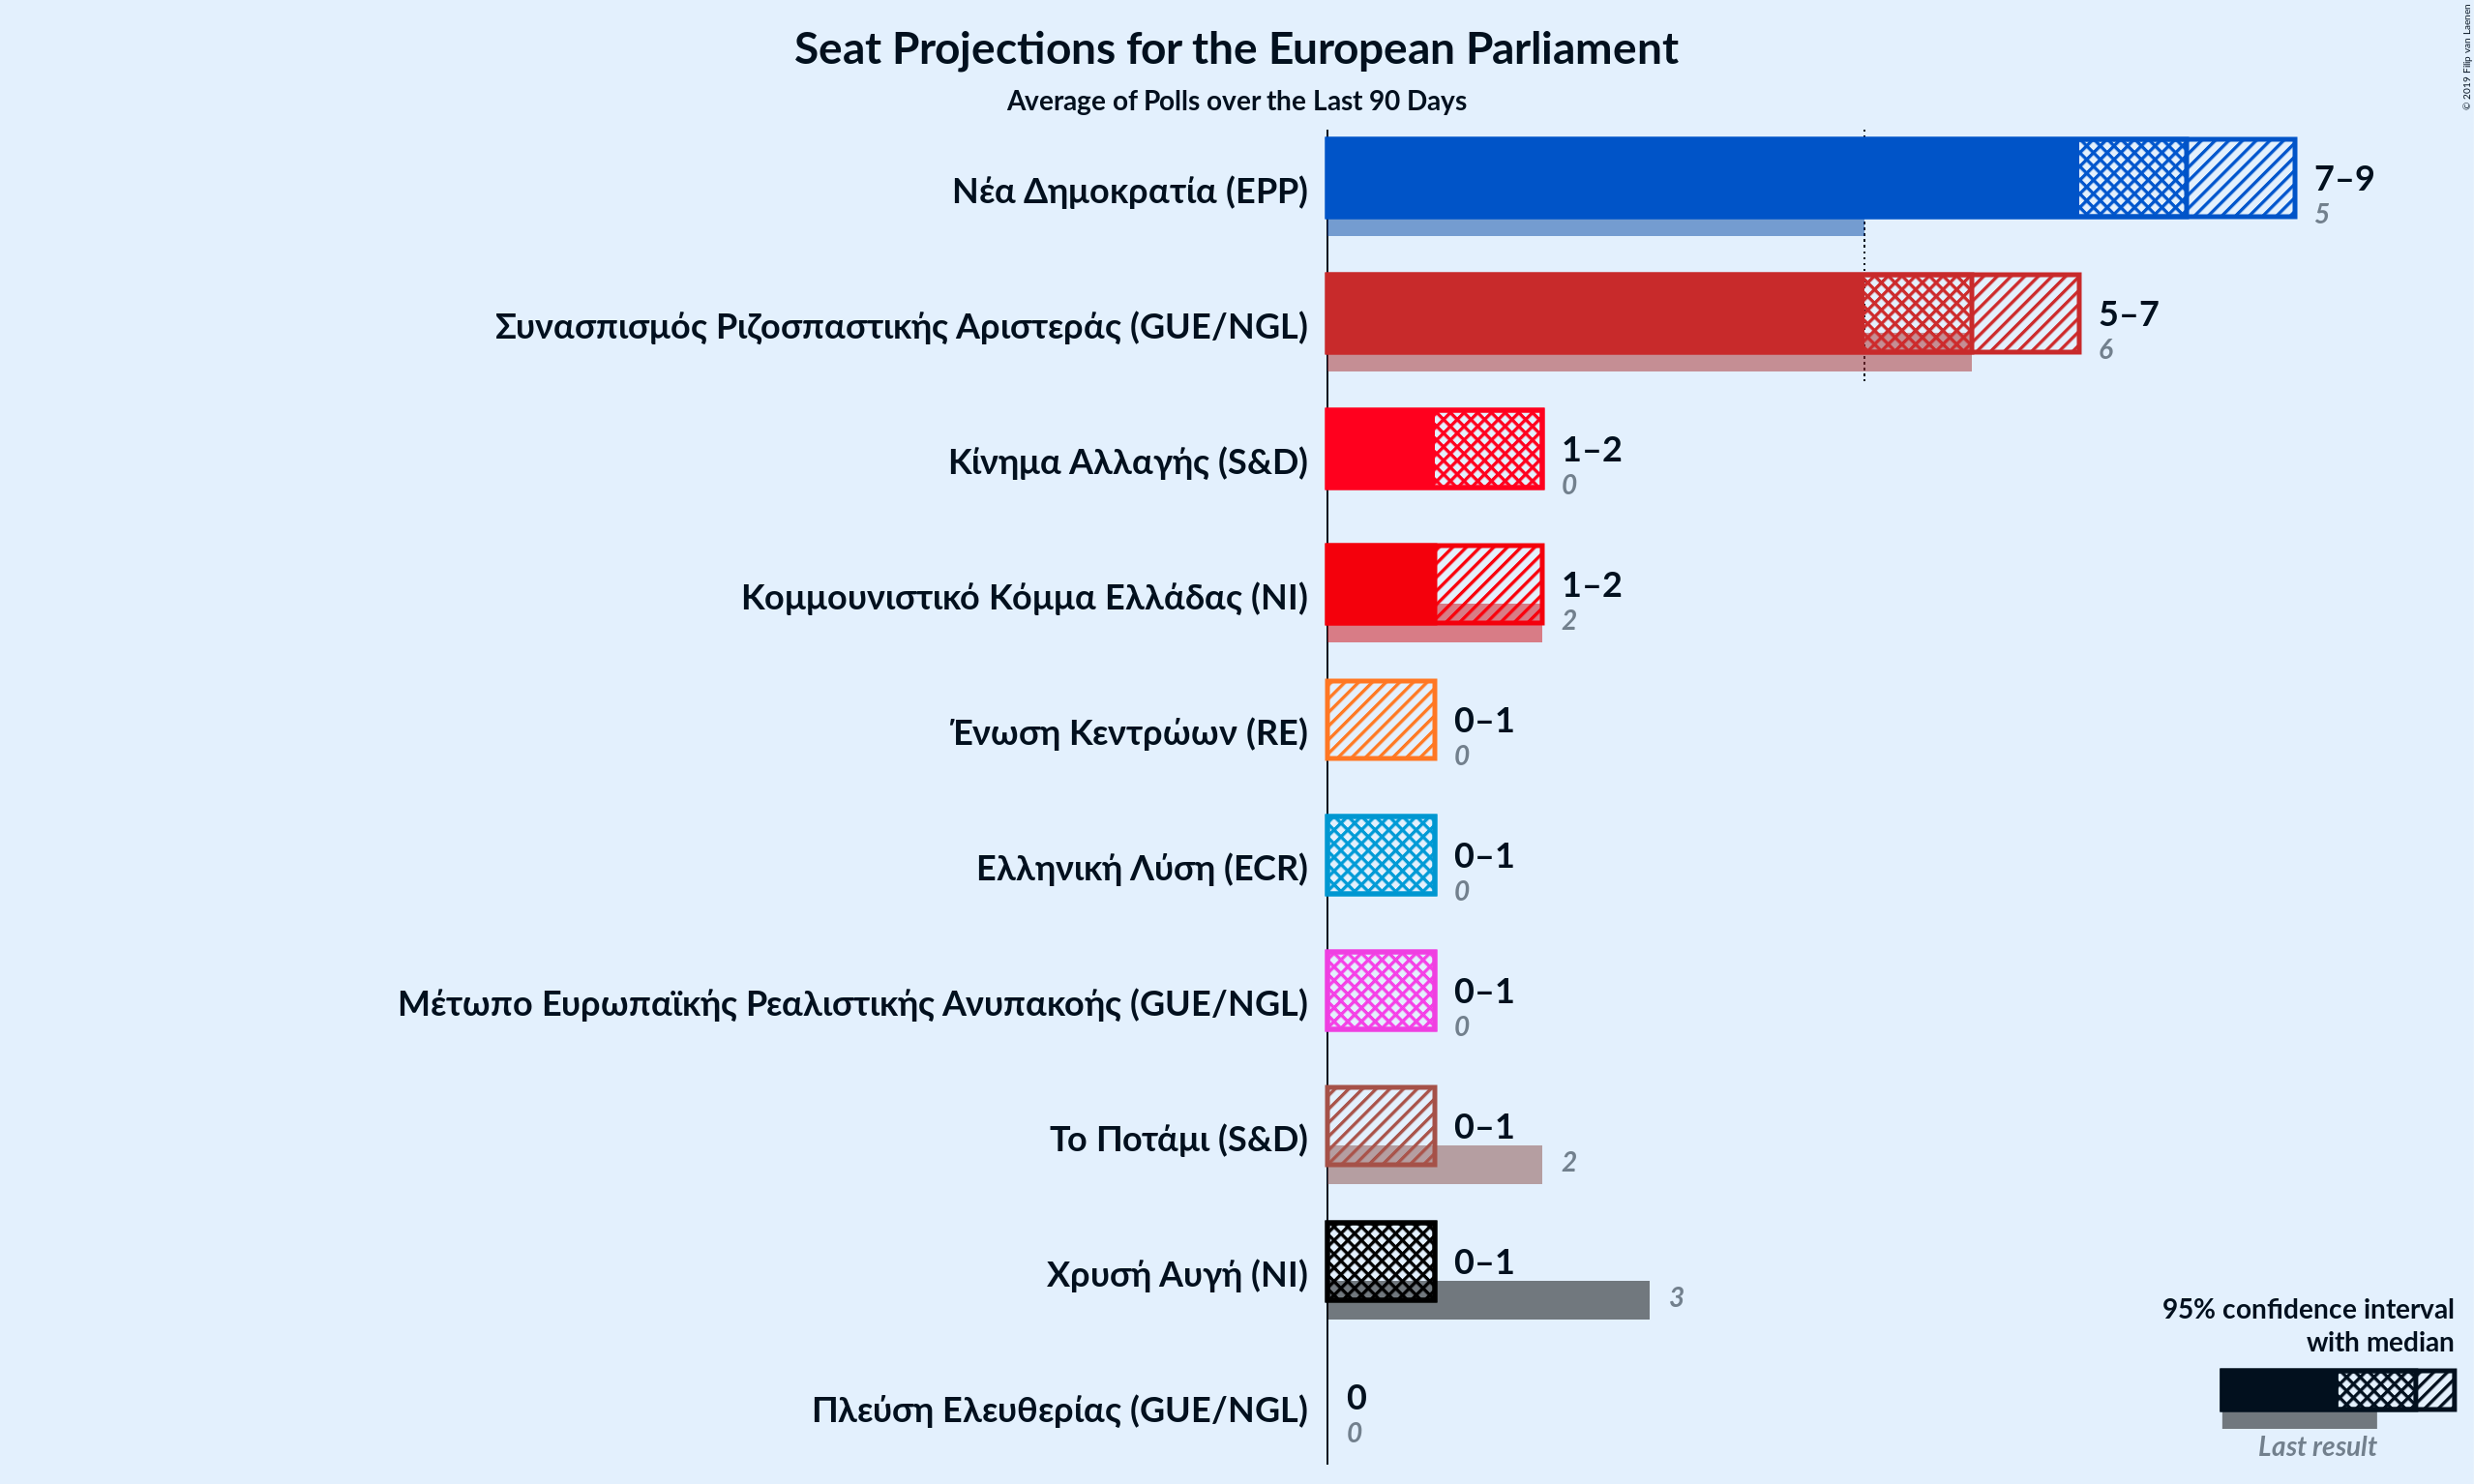 Seat Projections for the European Parliament
Average of Polls over the Last 90 Days
© 2019 Filip van Laenen
Νέα Δημοκρατία (EPP)
7–9
5
Συνασπισμός Ριζοσπαστικής Αριστεράς (GUE/NGL)
5–7
6
Κίνημα Αλλαγής (S&D)
1–2
0
Κομμουνιστικό Κόμμα Ελλάδας (NI)
1–2
2
Ένωση Κεντρώων (RE)
0–1
0
Ελληνική Λύση (ECR)
0–1
0
Μέτωπο Ευρωπαϊκής Ρεαλιστικής Ανυπακοής (GUE/NGL)
0–1
0
Το Ποτάμι (S&D)
0–1
2
Χρυσή Αυγή (NI)
0–1
3
Πλεύση Ελευθερίας (GUE/NGL)
0
0
95% confidence interval
with median
Last result